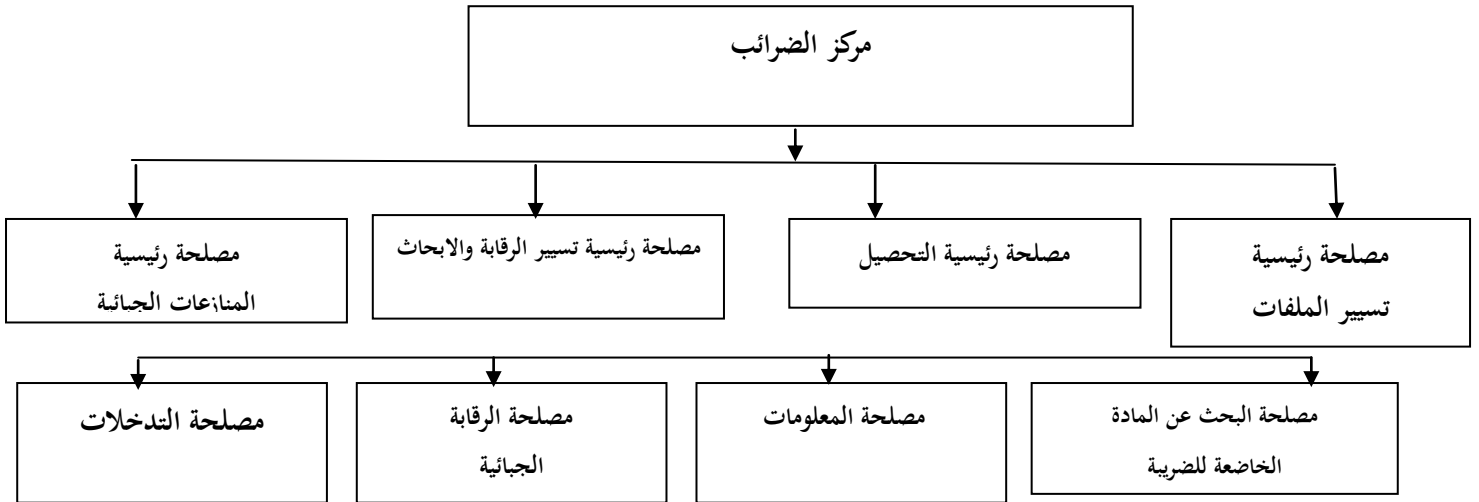 مركز الضرائب
مصلحة رئيسية
تسيير الملفات
مصلحة رئيسية التحصيل
مصلحة رئيسية تسيير الرقابة والابحاث
مصلحة رئيسية
المنازعات الجبائية
مصلحة البحث عن المادة
الخاضعة للضريبة
مصلحة المعلومات
مصلحة الرقابة
الجبائية
مصلحة التدخلات